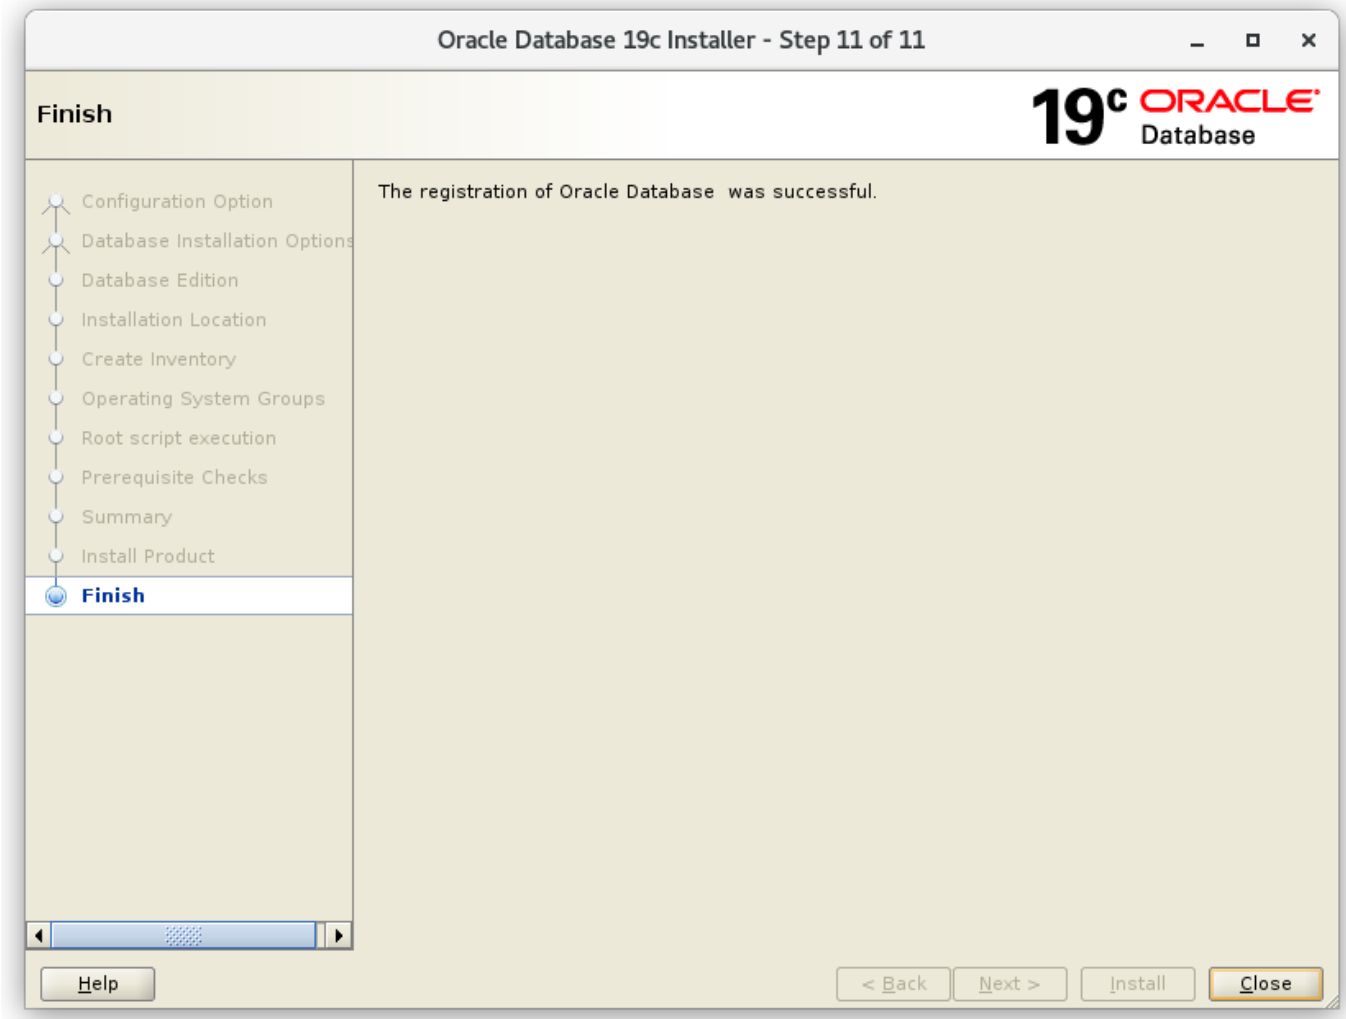 Oracle Database 19c Installer - Step 11 of 11
Finish
19c ORACLE
Database
Configuration Option
Database Installation Options
Database Edition
Installation Location
Create Inventory
Operating System Groups
Root script execution
Prerequisite Checks
Summary
Install Product
Finish
The registration of Oracle Database  was successful.
Help
< Back
Next >
Install
Close